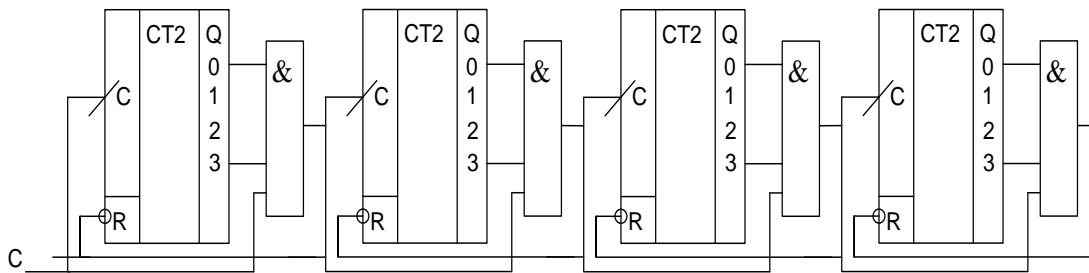 CT2 Q CT2 Q CT2 Q CT2 Q
0 & 0 & 0 & 0 &
C 1 C 1 C 1 C 1
2 2 2 2
3 3 3 3
R R R R
C